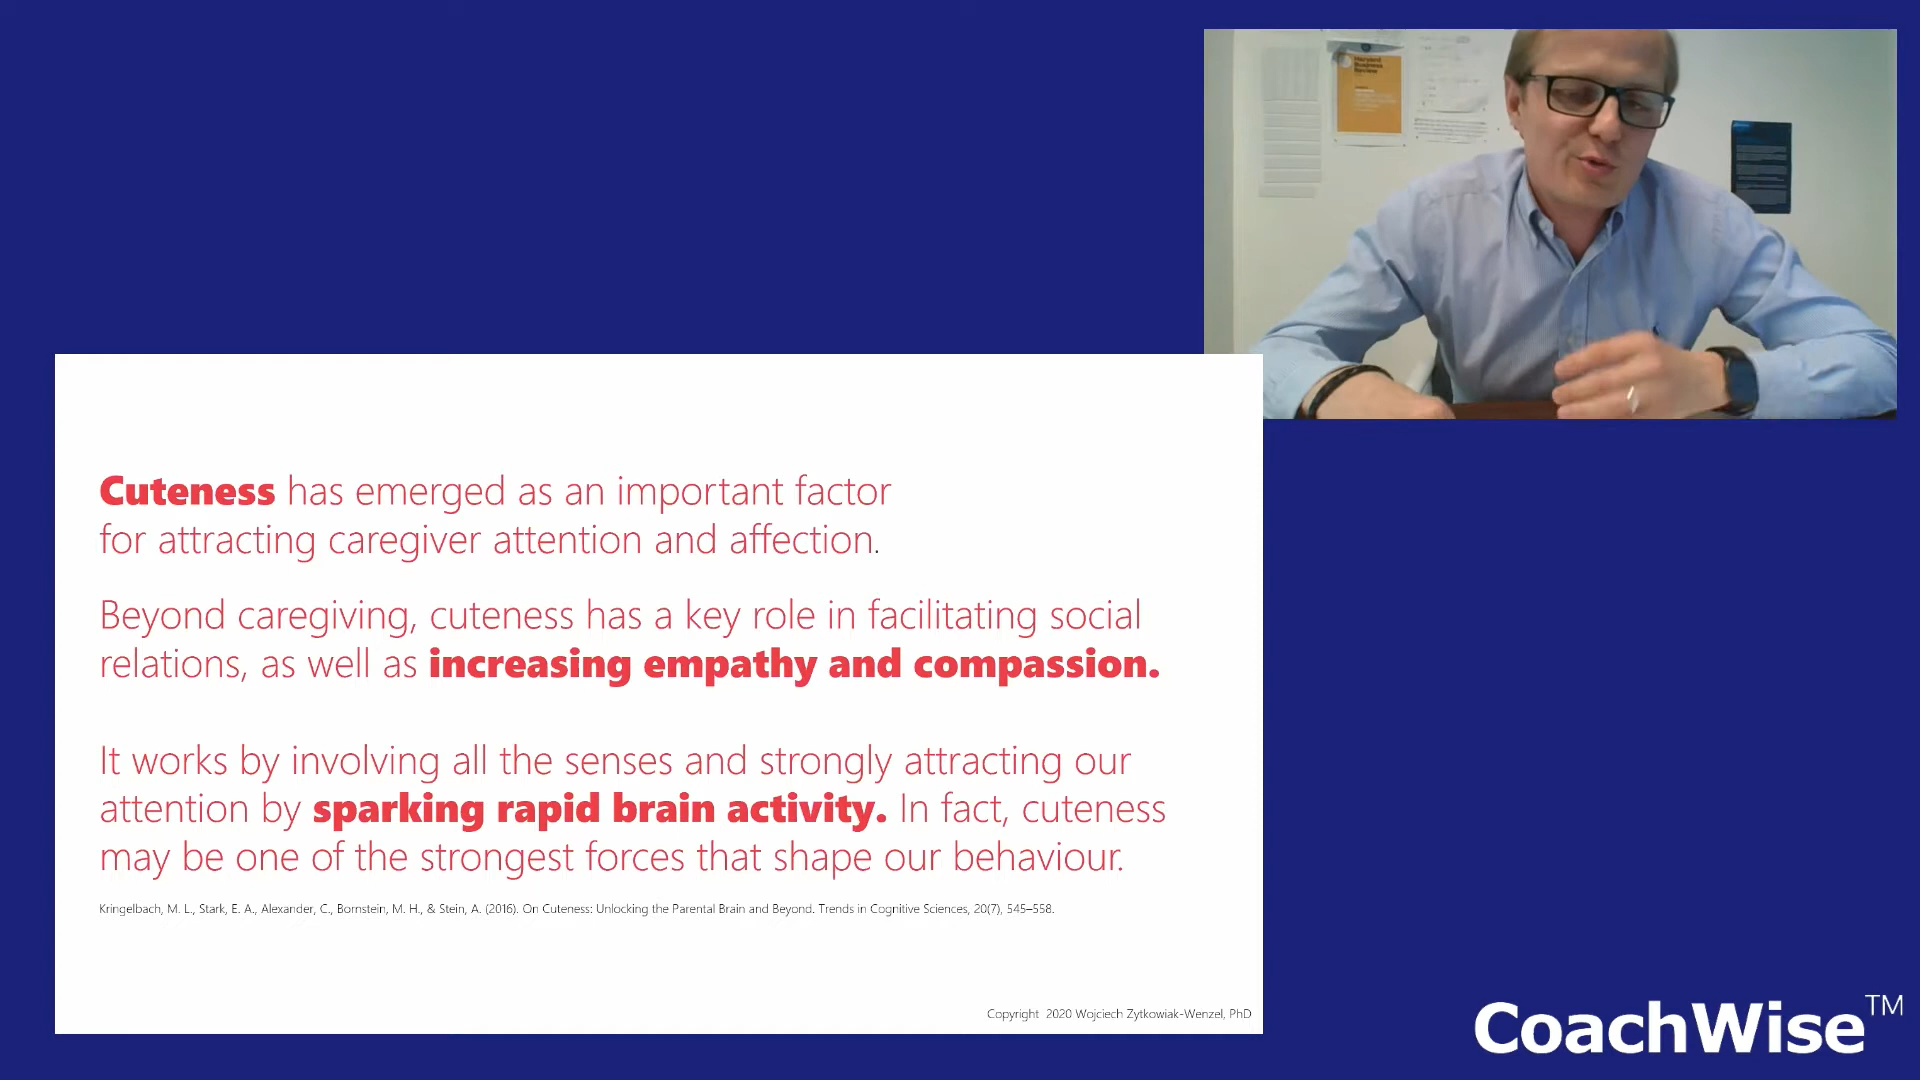 Harvard
Business
Review
Cuteness has emerged as an important factor
for attracting caregiver attention and affection.
Beyond caregiving, cuteness has a key role in facilitating social
relations, as well as increasing empathy and compassion.
It works by involving all the senses and strongly attracting our
attention by sparking rapid brain activity. In fact, cuteness
may be one of the strongest forces that shape our behaviour.
Kringelbach, M. L., Stark, E. A., Alexander, C., Bornstein, M. H., & Stein, A. (2016). On Cuteness: Unlocking the Parental Brain and Beyond. Trends in Cognitive Sciences, 20(7), 545–558.
Copyright 2020 Wojciech Zytkowiak-Wenzel, PhD
CoachWise™